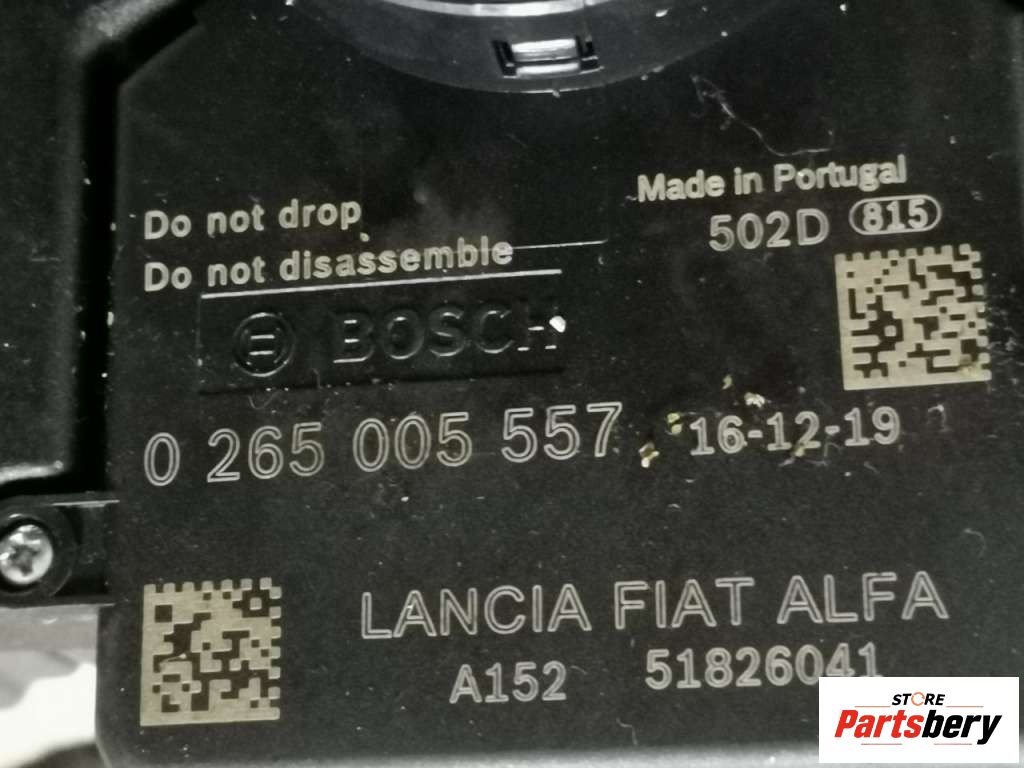 Made in Portugal
502D 815
Do not drop
Do not disassemble
BOSCH
0 265 005 557 16-12-19
LANCIA FIAT ALFA
A152 51826041
STORE
Partsbery